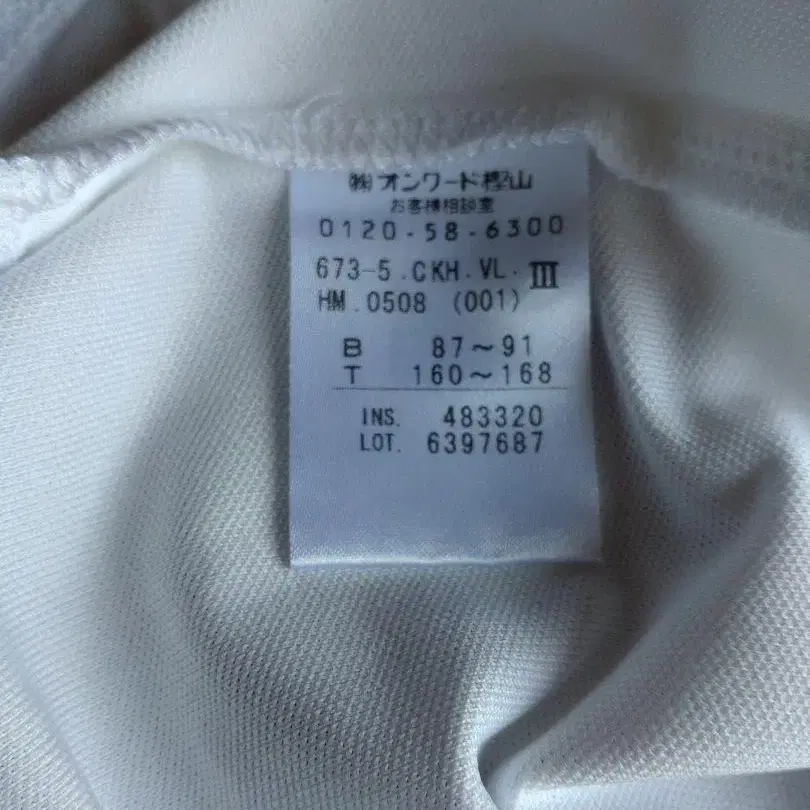 ㈱オンワード樫山
お客様相談室
0120-58-6300
673-5.CKH.VL. III
HM.0508 (001)
B 87~91
T 160~168
INS. 483320
LOT. 6397687